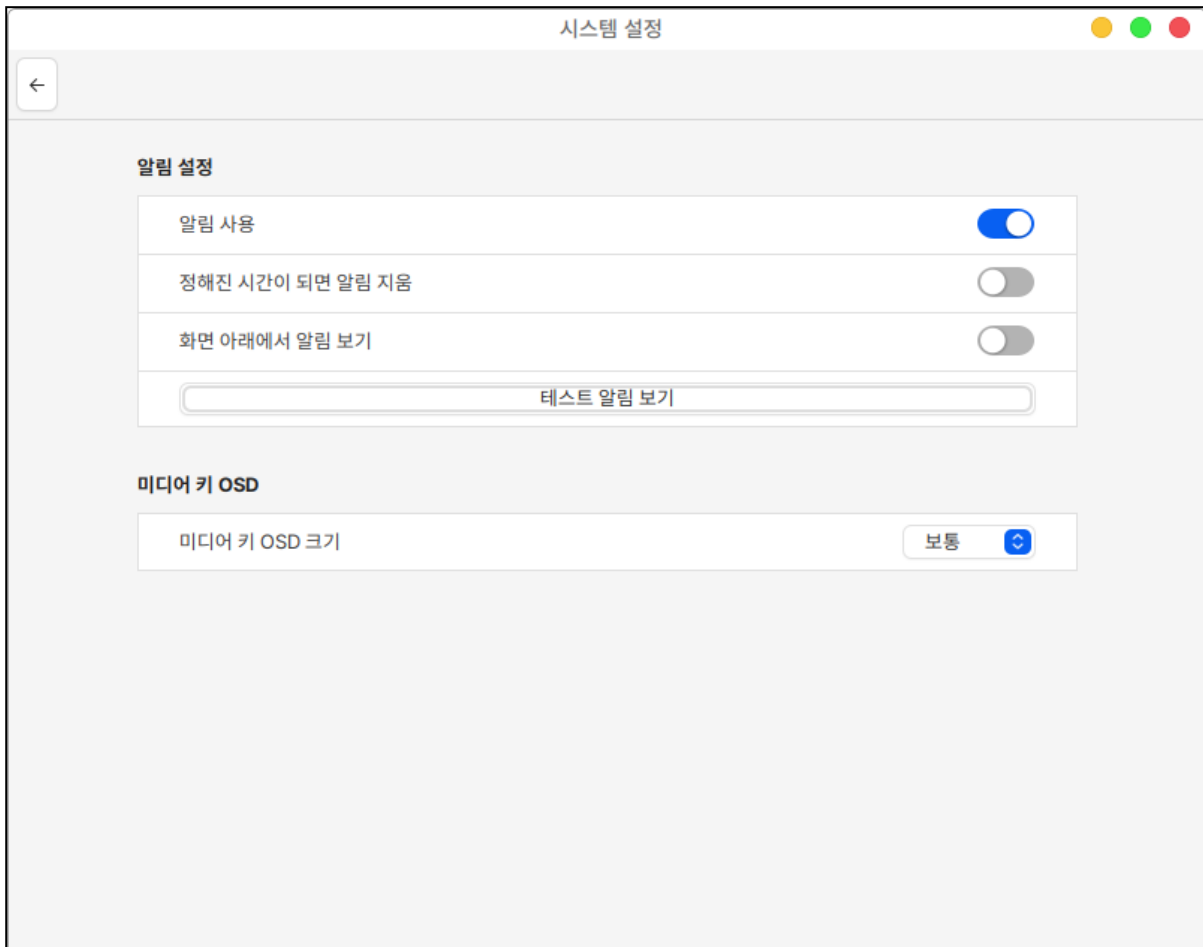 시스템 설정
알림 설정
알림 사용
정해진 시간이 되면 알림 지움
화면 아래에서 알림 보기
테스트 알림 보기
미디어 키 OSD
미디어 키 OSD 크기
보통